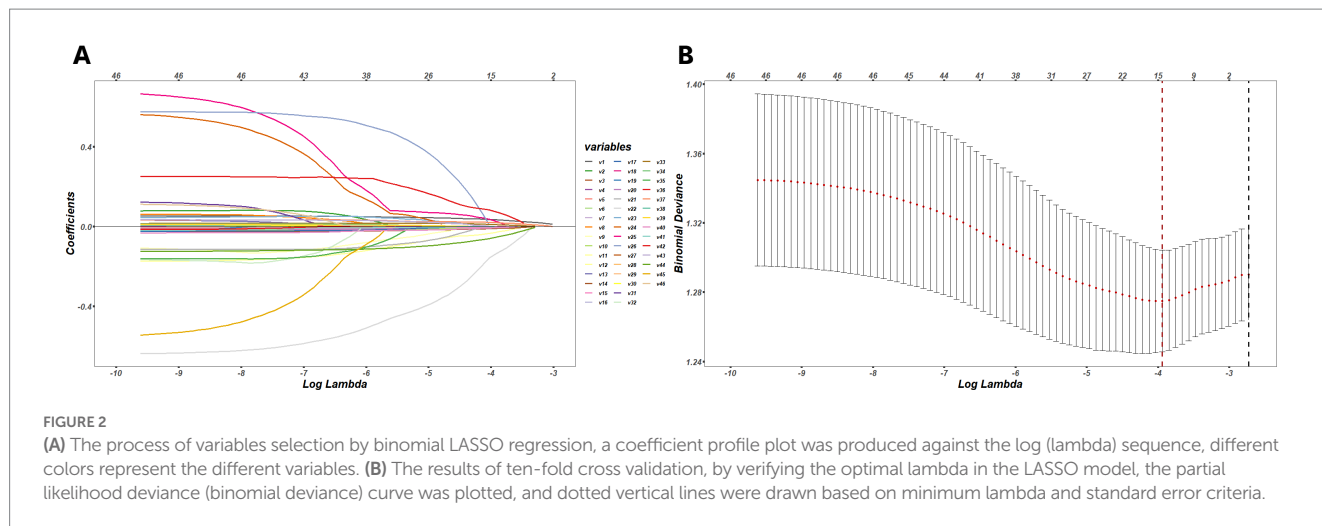 A
46 46 46 43 38 26 15 2
0.4
0.0
-0.4
Coefficients
-10 -9 -8 -7 -6 -5 -4 -3
Log Lambda
variables
v1 v17 v33
v2 v18 v34
v3 v19 v35
v4 v20 v36
v5 v21 v37
v6 v22 v38
v7 v23 v39
v8 v24 v40
v9 v25 v41
v10 v26 v42
v11 v27 v43
v12 v28 v44
v13 v29 v45
v14 v30 v46
v15 v31
v16 v32
B
46 46 46 46 46 45 44 41 38 31 27 22 15 9 2
1.40
1.36
1.32
1.28
1.24
Binomial Deviance
-10 -9 -8 -7 -6 -5 -4 -3
Log Lambda
FIGURE 2
(A) The process of variables selection by binomial LASSO regression, a coefficient profile plot was produced against the log (lambda) sequence, different
colors represent the different variables. (B) The results of ten-fold cross validation, by verifying the optimal lambda in the LASSO model, the partial
likelihood deviance (binomial deviance) curve was plotted, and dotted vertical lines were drawn based on minimum lambda and standard error criteria.